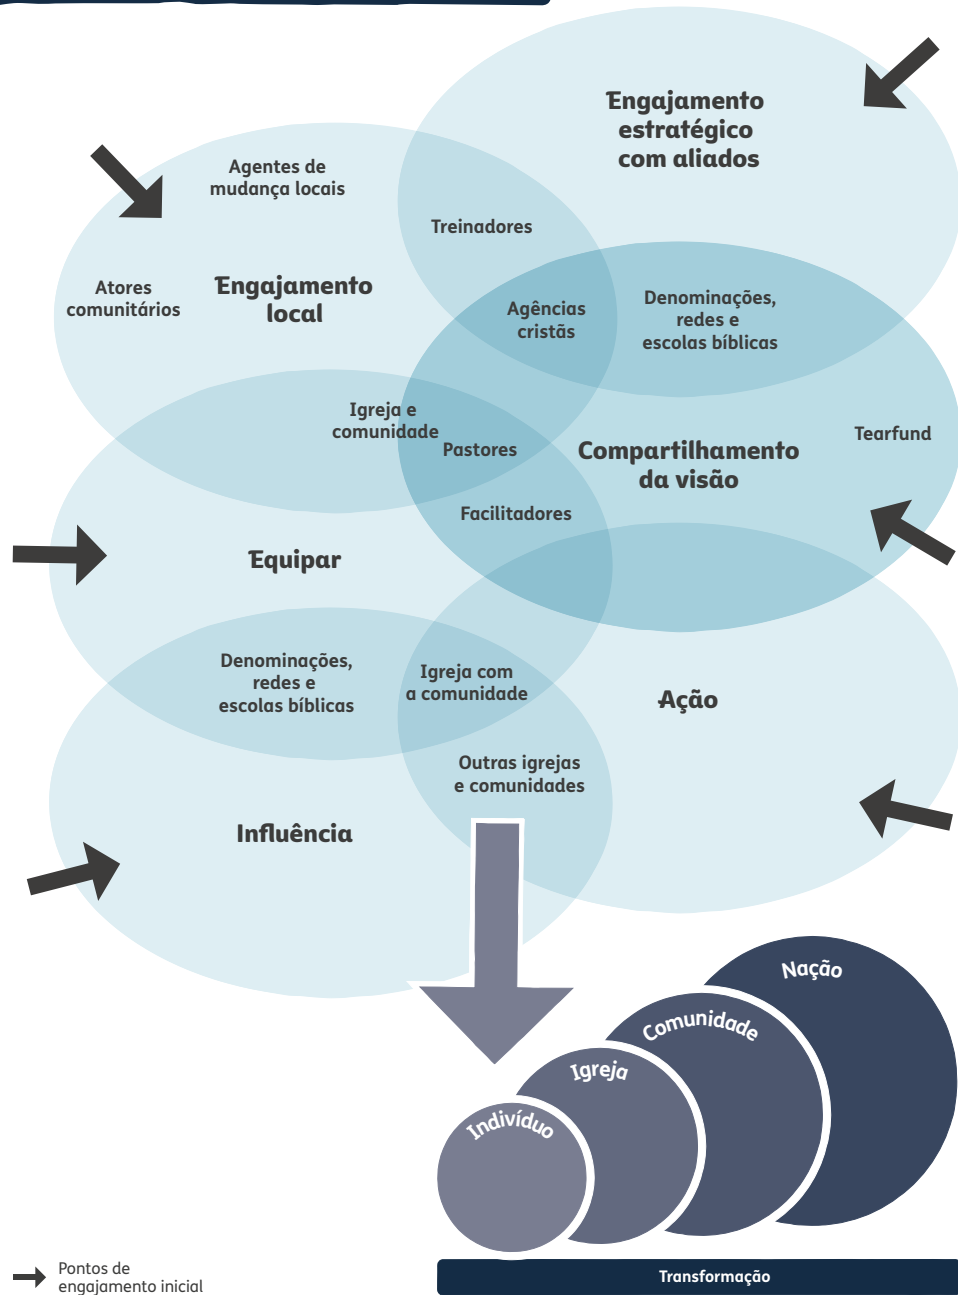 Engajamento
estratégico
com aliados
Agentes de
mudança locais
Treinadores
Atores
comunitários
Engajamento
local
Agências
cristãs
Denominações,
redes e
escolas bíblicas
Igreja e
comunidade
Pastores
Compartilhamento
da visão
Tearfund
Facilitadores
Equipar
Denominações,
redes e
escolas bíblicas
Igreja com
a comunidade
Ação
Outras igrejas
e comunidades
Influência
Nação
Comunidade
Igreja
Indivíduo
Pontos de
engajamento inicial
Transformação